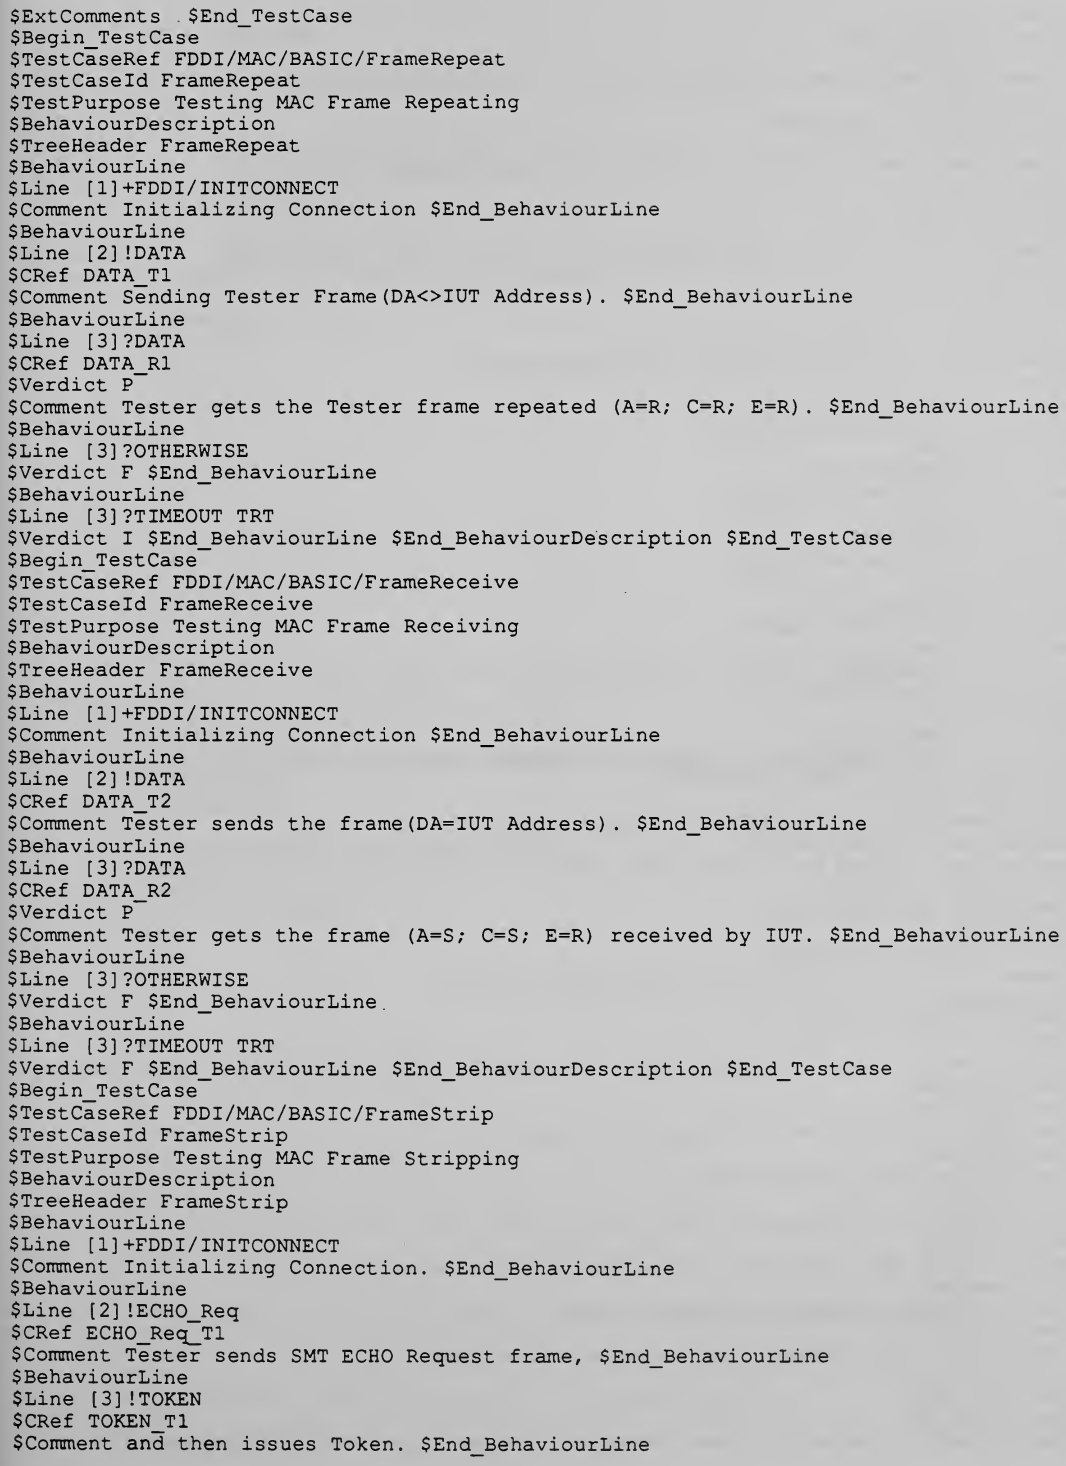 $ExtComments . $End_TestCase
$Begin_TestCase
$TestCaseRef FDDI/MAC/BASIC/FrameRepeat
$TestCaseId FrameRepeat
$TestPurpose Testing MAC Frame Repeating
$BehaviourDescription
$TreeHeader FrameRepeat
$BehaviourLine
$Line [1]+FDDI/INITCONNECT
$Comment Initializing Connection $End_BehaviourLine
$BehaviourLine
$Line [2]!DATA
$CRef DATA_T1
$Comment Sending Tester Frame(DA<>IUT Address). $End_BehaviourLine
$BehaviourLine
$Line [3]?DATA
$CRef DATA_R1
$Verdict P
$Comment Tester gets the Tester frame repeated (A=R; C=R; E=R). $End_BehaviourLine
$BehaviourLine
$Line [3]?OTHERWISE
$Verdict F $End_BehaviourLine
$BehaviourLine
$Line [3]?TIMEOUT TRT
$Verdict I $End_BehaviourLine $End_BehaviourDescription $End_TestCase
$Begin_TestCase
$TestCaseRef FDDI/MAC/BASIC/FrameReceive
$TestCaseId FrameReceive
$TestPurpose Testing MAC Frame Receiving
$BehaviourDescription
$TreeHeader FrameReceive
$BehaviourLine
$Line [1]+FDDI/INITCONNECT
$Comment Initializing Connection $End_BehaviourLine
$BehaviourLine
$Line [2]!DATA
$CRef DATA_T2
$Comment Tester sends the frame(DA=IUT Address). $End_BehaviourLine
$BehaviourLine
$Line [3]?DATA
$CRef DATA_R2
$Verdict P
$Comment Tester gets the frame (A=S; C=S; E=R) received by IUT. $End_BehaviourLine
$BehaviourLine
$Line [3]?OTHERWISE
$Verdict F $End_BehaviourLine
$BehaviourLine
$Line [3]?TIMEOUT TRT
$Verdict F $End_BehaviourLine $End_BehaviourDescription $End_TestCase
$Begin_TestCase
$TestCaseRef FDDI/MAC/BASIC/FrameStrip
$TestCaseId FrameStrip
$TestPurpose Testing MAC Frame Stripping
$BehaviourDescription
$TreeHeader FrameStrip
$BehaviourLine
$Line [1]+FDDI/INITCONNECT
$Comment Initializing Connection. $End_BehaviourLine
$BehaviourLine
$Line [2]!ECHO_Req
$CRef ECHO_Req_T1
$Comment Tester sends SMT ECHO Request frame, $End_BehaviourLine
$BehaviourLine
$Line [3]!TOKEN
$CRef TOKEN_T1
$Comment and then issues Token. $End_BehaviourLine